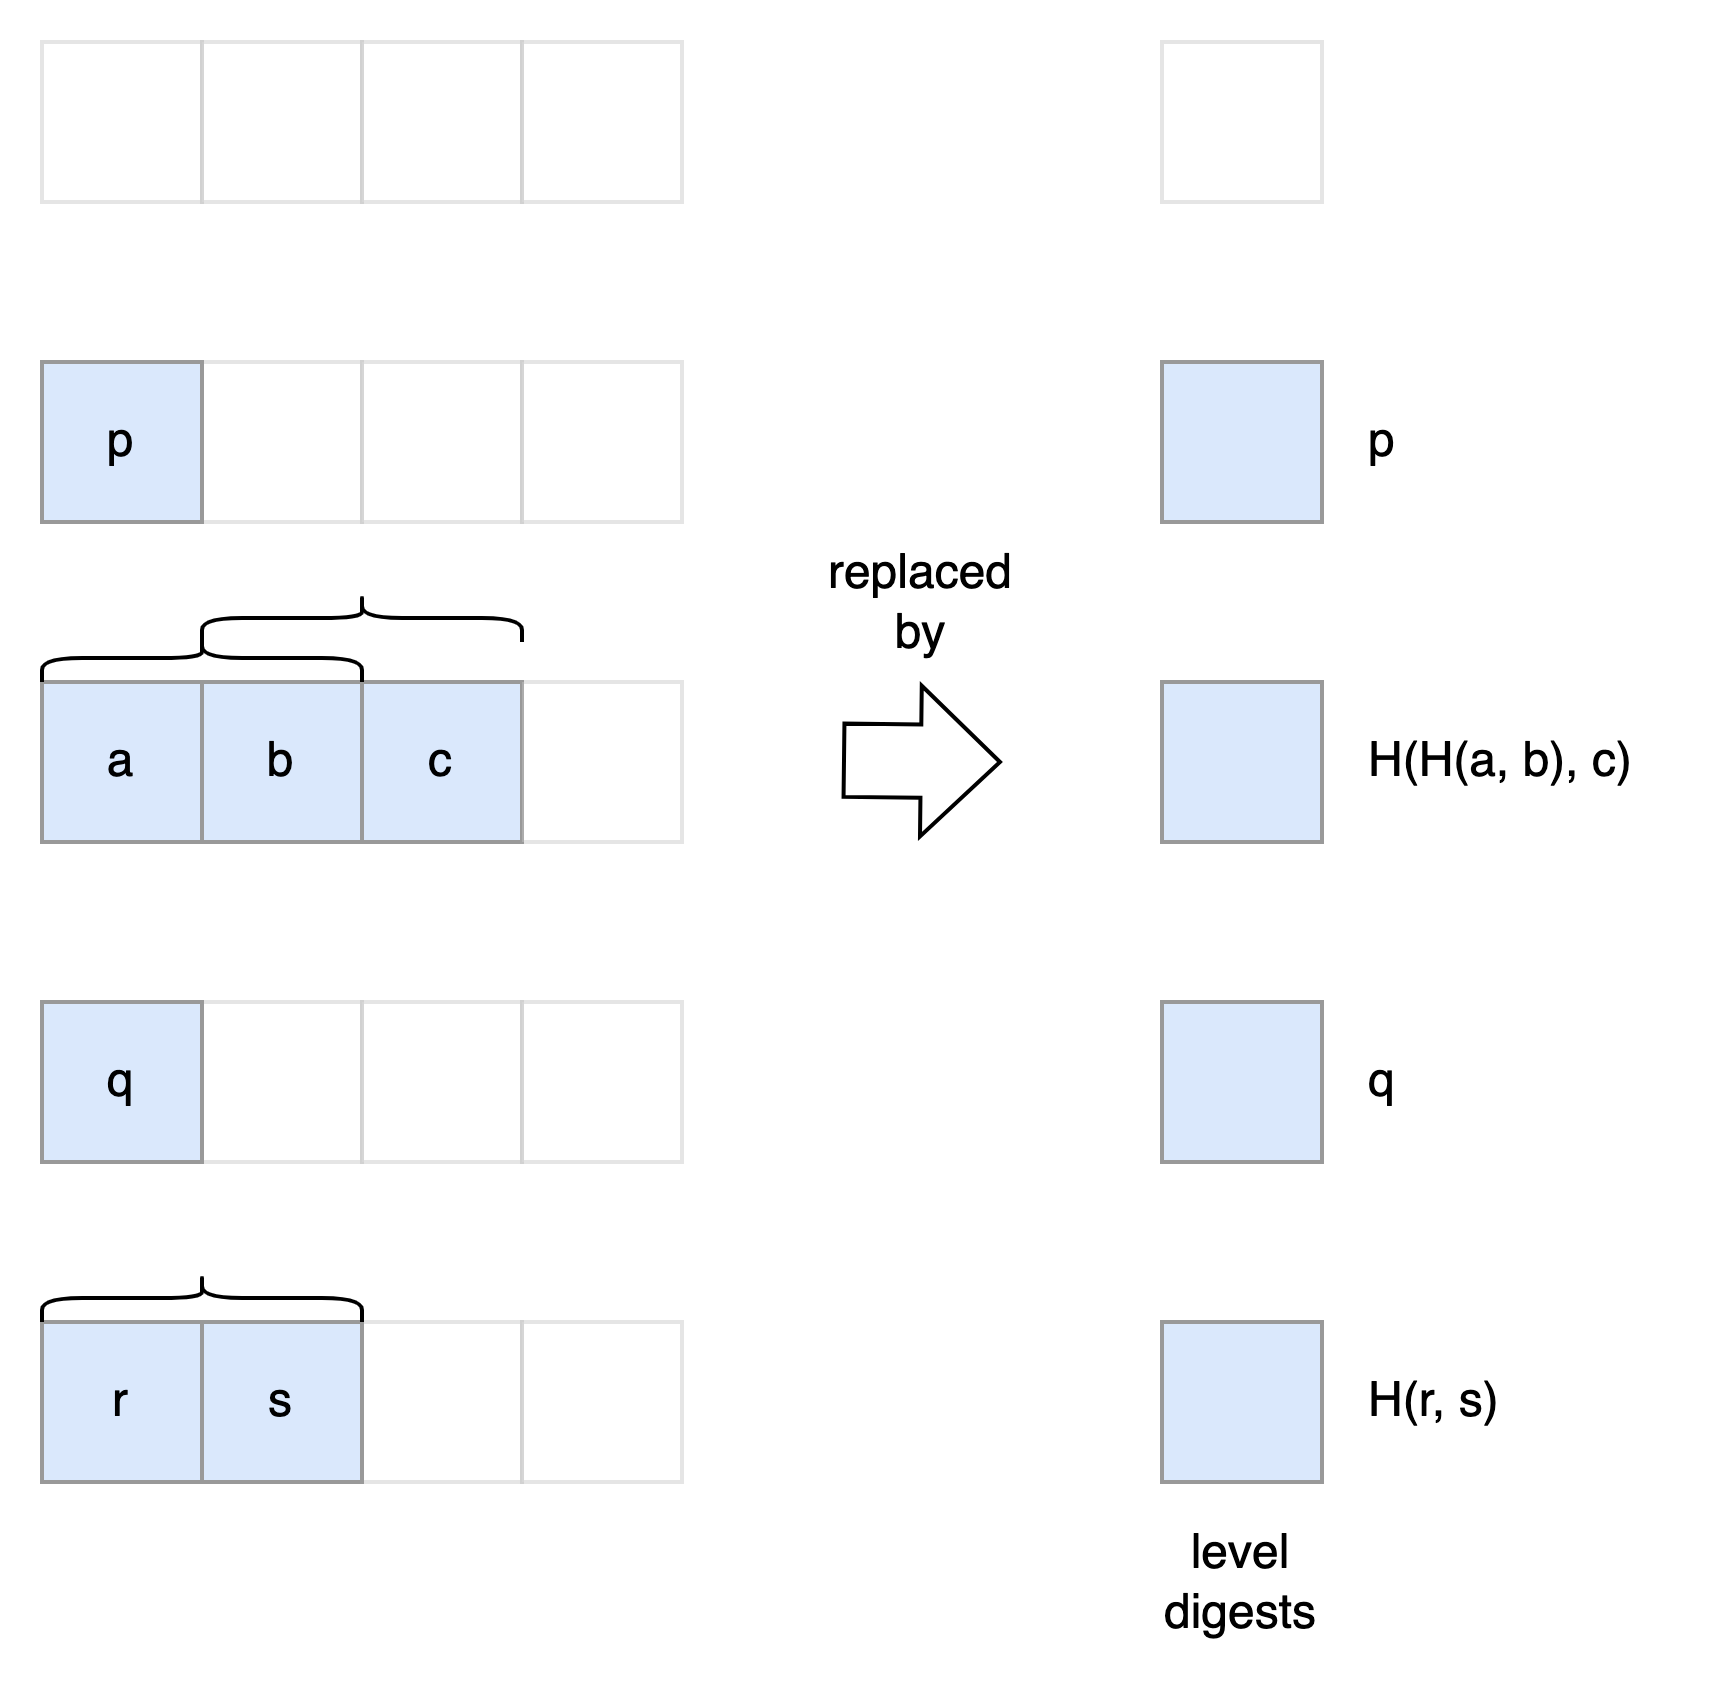 p
p
replaced
by
a
b
c
H(H(a, b), c)
q
q
r
s
H(r, s)
level
digests